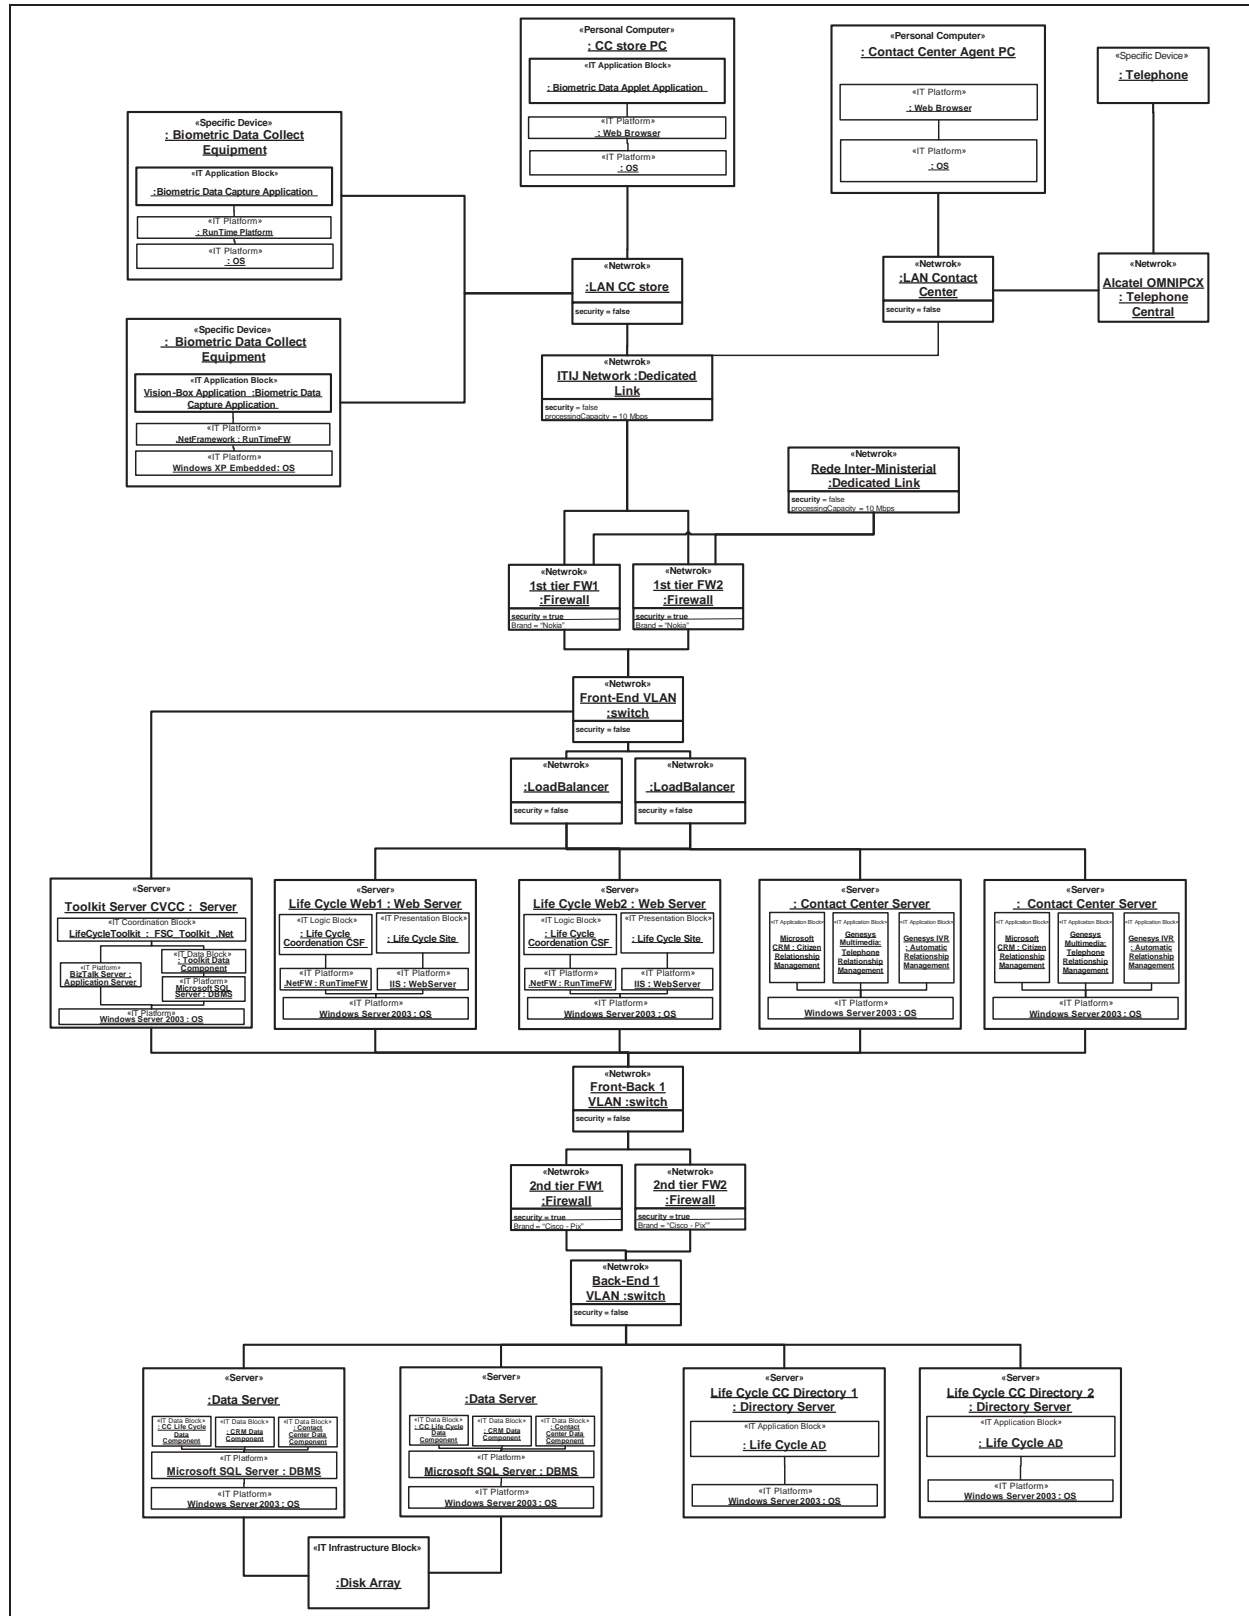 «Personal Computer»
: CC store PC
«IT Application Block»
: Biometric Data Applet Application
«IT Platform»
: Web Browser
«IT Platform»
: OS
«Personal Computer»
: Contact Center Agent PC
«IT Platform»
: Web Browser
«IT Platform»
: OS
«Specific Device»
: Telephone
«Specific Device»
: Biometric Data Collect
Equipment
«IT Application Block»
:Biometric Data Capture Application
«IT Platform»
: RunTime Platform
«IT Platform»
: OS
«Netwrok»
:LAN CC store
security = false
«Netwrok»
:LAN Contact
Center
security = false
«Netwrok»
Alcatel OMNIPCX
: Telephone
Central
«Specific Device»
: Biometric Data Collect
Equipment
«IT Application Block»
Vision-Box Application :Biometric Data
Capture Application
«IT Platform»
.NetFramework : RunTimeFW
«IT Platform»
Windows XP Embedded: OS
«Netwrok»
ITIJ Network :Dedicated
Link
security = false
processingCapacity = 10 Mbps
«Netwrok»
Rede Inter-Ministerial
:Dedicated Link
security = false
processingCapacity = 10 Mbps
«Netwrok»
1st tier FW1
:Firewall
security = true
Brand = "Nokia"
«Netwrok»
1st tier FW2
:Firewall
security = true
Brand = "Nokia"
«Netwrok»
Front-End VLAN
:switch
security = false
«Netwrok»
:LoadBalancer
security = false
«Netwrok»
:LoadBalancer
security = false
«Server»
Toolkit Server CVCC : Server
«IT Coordination Block»
LifeCycleToolkit : FSC_Toolkit_.Net
«IT Platform»
BizTalk Server :
Application Server
«IT Data Block»
: Toolkit Data
Component
«IT Platform»
Microsoft SQL
Server : DBMS
«IT Platform»
Windows Server 2003 : OS
«Server»
Life Cycle Web1 : Web Server
«IT Logic Block»
: Life Cycle
Coordenation CSF
«IT Presentation Block»
: Life Cycle Site
«IT Platform»
.NetFW : RunTimeFW
«IT Platform»
IIS : WebServer
«IT Platform»
Windows Server 2003 : OS
«Server»
Life Cycle Web2 : Web Server
«IT Logic Block»
: Life Cycle
Coordenation CSF
«IT Presentation Block»
: Life Cycle Site
«IT Platform»
.NetFW : RunTimeFW
«IT Platform»
IIS : WebServer
«IT Platform»
Windows Server 2003 : OS
«Server»
: Contact Center Server
«IT Application Block»
Microsoft
CRM : Citizen
Relationship
Management
«IT Application Block»
Genesys
Multimedia:
Telephone
Relationship
Management
«IT Application Block»
Genesys IVR
: Automatic
Relationship
Management
«IT Platform»
Windows Server 2003 : OS
«Server»
: Contact Center Server
«IT Application Block»
Microsoft
CRM : Citizen
Relationship
Management
«IT Application Block»
Genesys
Multimedia:
Telephone
Relationship
Management
«IT Application Block»
Genesys IVR
: Automatic
Relationship
Management
«IT Platform»
Windows Server 2003 : OS
«Netwrok»
Front-Back 1
VLAN :switch
security = false
«Netwrok»
2nd tier FW1
:Firewall
security = true
Brand = "Cisco - Pix"
«Netwrok»
2nd tier FW2
:Firewall
security = true
Brand = "Cisco - Pix"'
«Netwrok»
Back-End 1
VLAN :switch
security = false
«Server»
:Data Server
«IT Data Block»
: CC Life Cycle
Data
Component
«IT Data Block»
: CRM Data
Component
«IT Data Block»
: Contact
Center Data
Component
«IT Platform»
Microsoft SQL Server : DBMS
«IT Platform»
Windows Server 2003 : OS
«Server»
:Data Server
«IT Data Block»
: CC Life Cycle
Data
Component
«IT Data Block»
: CRM Data
Component
«IT Data Block»
: Contact
Center Data
Component
«IT Platform»
Microsoft SQL Server : DBMS
«IT Platform»
Windows Server 2003 : OS
«Server»
Life Cycle CC Directory 1
: Directory Server
«IT Application Block»
: Life Cycle AD
«IT Platform»
Windows Server 2003 : OS
«Server»
Life Cycle CC Directory 2
: Directory Server
«IT Application Block»
: Life Cycle AD
«IT Platform»
Windows Server 2003 : OS
«IT Infrastructure Block»
:Disk Array